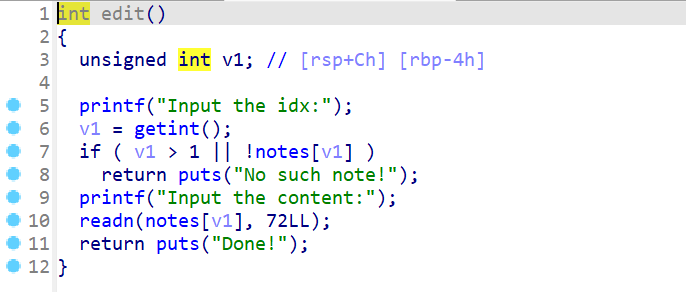 1 int edit()
2 {
3   unsigned int v1; // [rsp+Ch] [rbp-4h]
4
5   printf("Input the idx:");
6   v1 = getint();
7   if ( v1 > 1 || !notes[v1] )
8     return puts("No such note!");
9   printf("Input the content:");
10   readn(notes[v1], 72LL);
11   return puts("Done!");
12 }